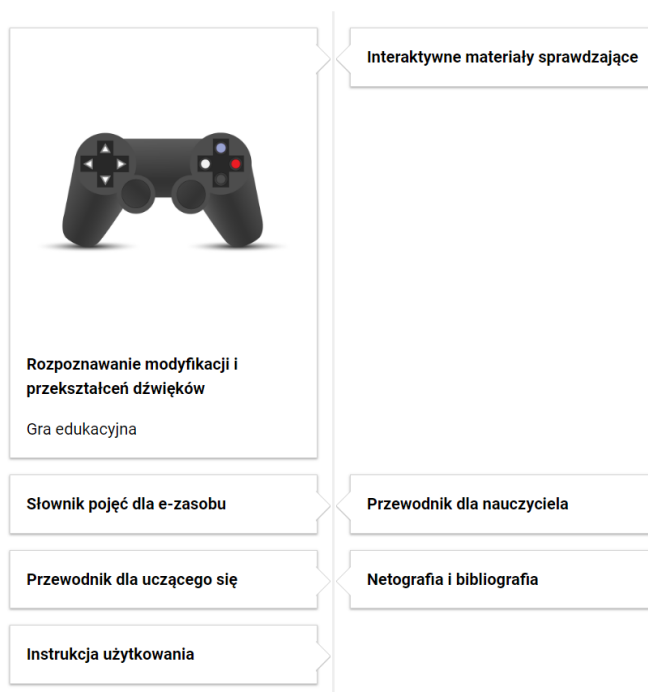 Interaktywne materiały sprawdzające
Rozpoznawanie modyfikacji i
przekształceń dźwięków
Gra edukacyjna
Słownik pojęć dla e-zasobu
Przewodnik dla nauczyciela
Przewodnik dla uczącego się
Netografia i bibliografia
Instrukcja użytkowania